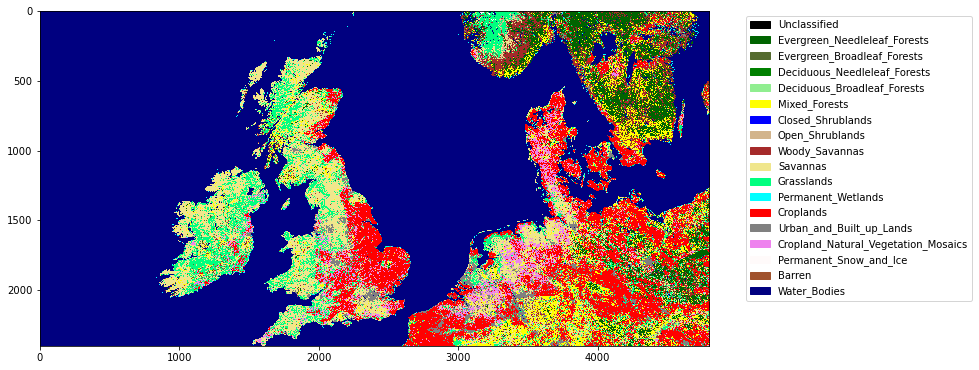 0
500
1000
1500
2000
0 1000 2000 3000 4000
Unclassified
Evergreen_Needleleaf_Forests
Evergreen_Broadleaf_Forests
Deciduous_Needleleaf_Forests
Deciduous_Broadleaf_Forests
Mixed_Forests
Closed_Shrublands
Open_Shrublands
Woody_Savannas
Savannas
Grasslands
Permanent_Wetlands
Croplands
Urban_and_Built_up_Lands
Cropland_Natural_Vegetation_Mosaics
Permanent_Snow_and_Ice
Barren
Water_Bodies